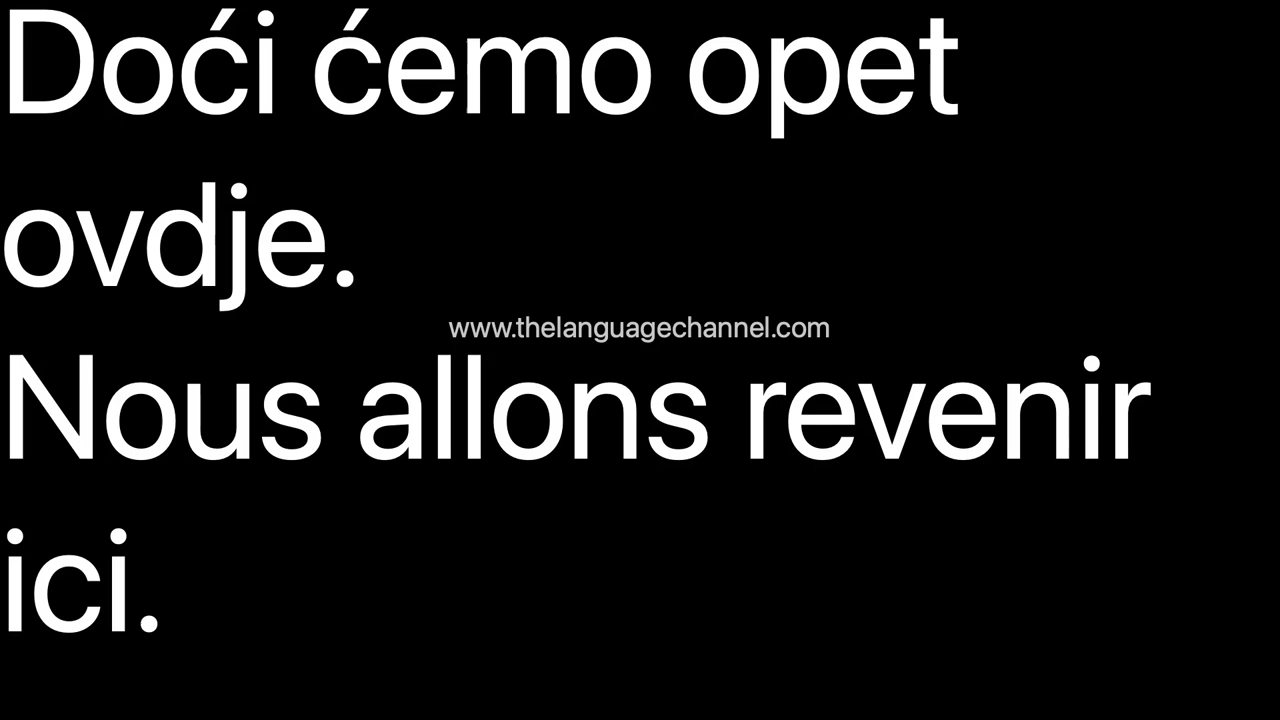 Doći ćemo opet
ovdje.
www.thelanguagechannel.com
Nous allons revenir
ici.